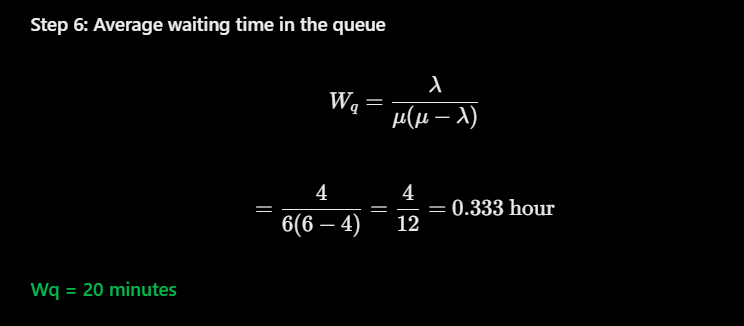 Step 6: Average waiting time in the queue
W_q = λ / μ(μ − λ)
= 4 / 6(6 − 4) = 4 / 12 = 0.333 hour
Wq = 20 minutes